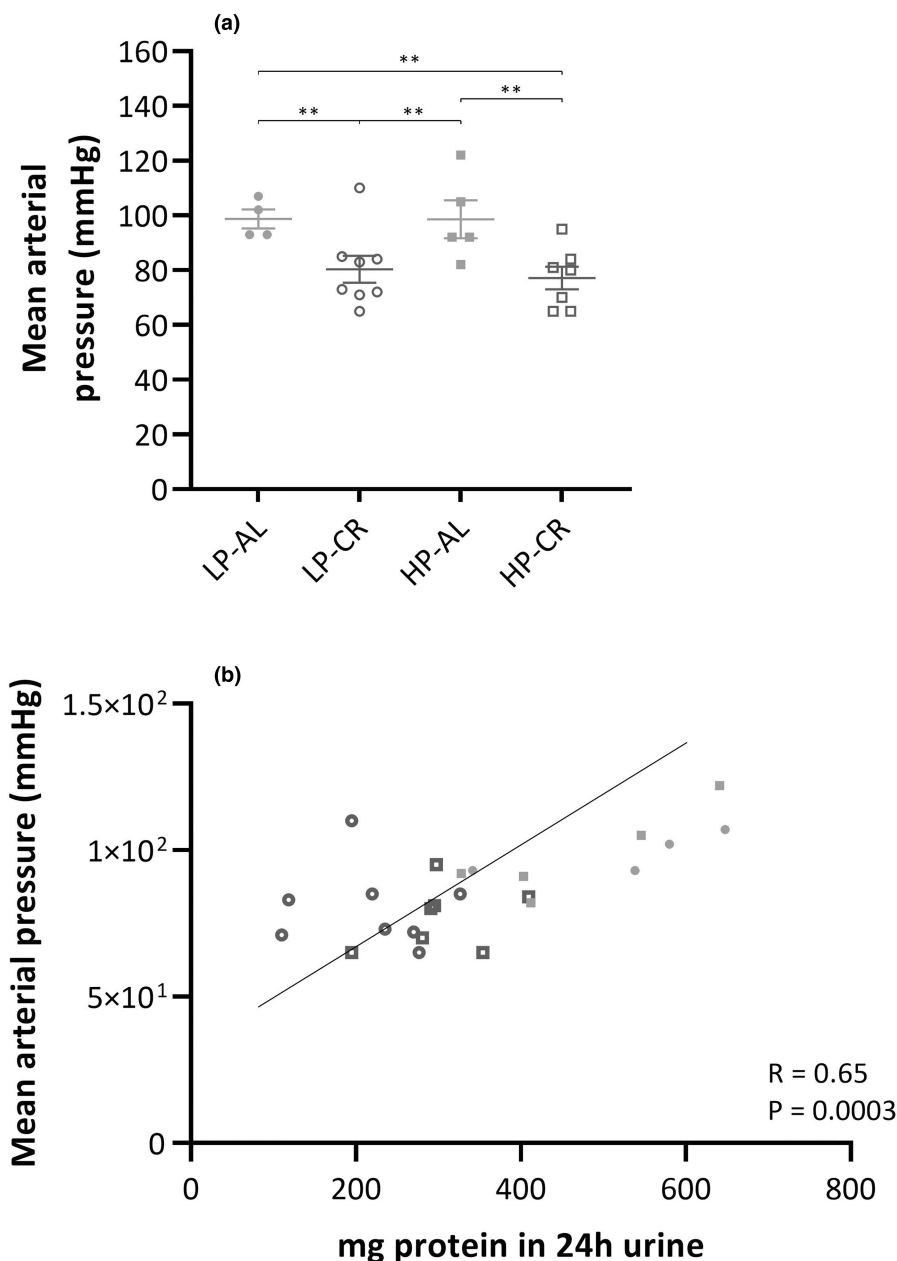 (a)
160
140
120
100
80
60
40
20
0
Mean arterial
pressure (mmHg)
**
**
**
**
LP-AL
LP-CR
HP-AL
HP-CR
(b)
1.5×10²
1×10²
5×10¹
0
Mean arterial pressure (mmHg)
R = 0.65
P = 0.0003
0 200 400 600 800
mg protein in 24h urine